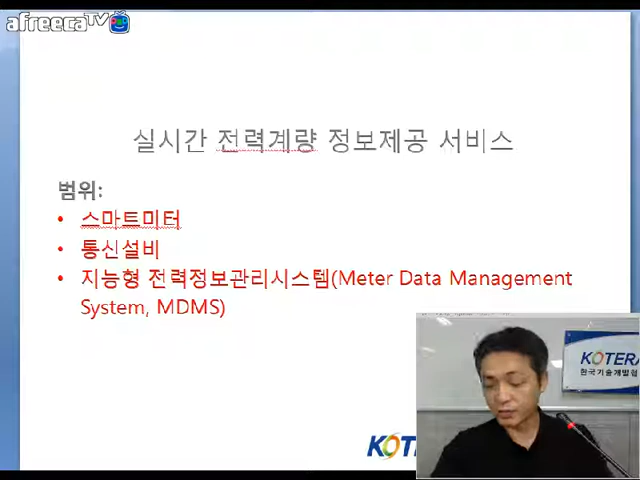 afreecaTV
실시간 전력계량 정보제공 서비스
범위:
• 스마트미터
• 통신설비
• 지능형 전력정보관리시스템(Meter Data Management
System, MDMS)
KOTERA
한국기술개발협